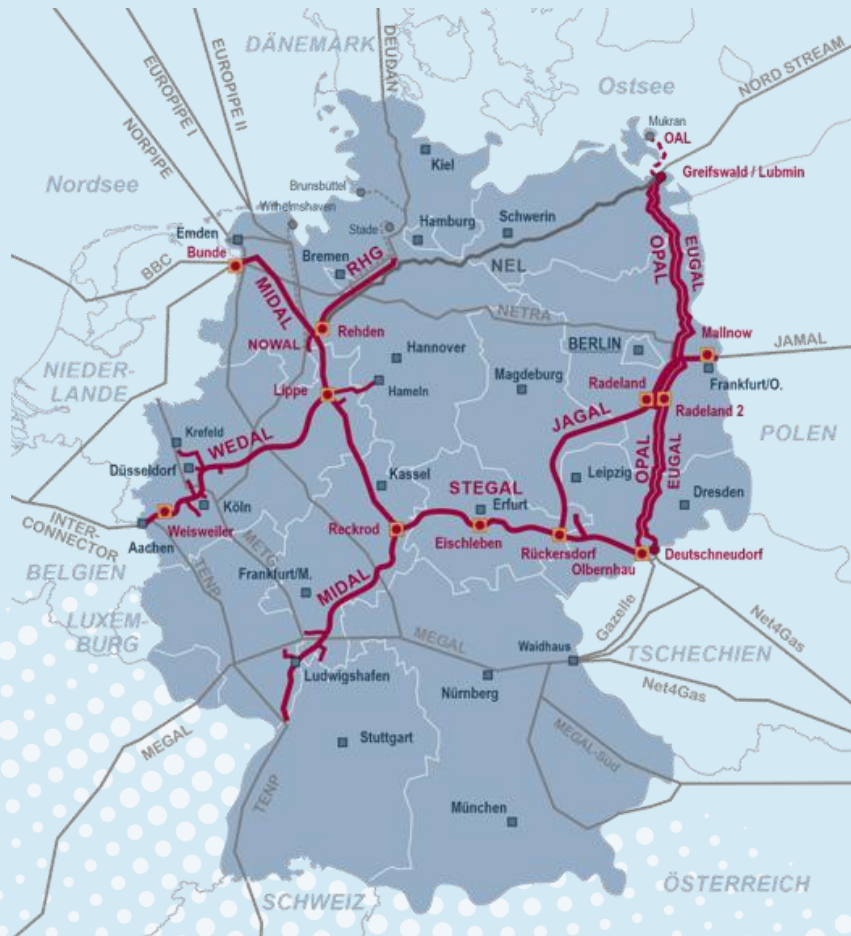 DÄNEMARK
DEUDAN
EUROPIPE II
EUROPIPE I
NORPIPE
Ostsee
NORD STREAM
Mukran
OAL
Greifswald / Lubmin
Kiel
Nordsee
Brunsbüttel
Wilhelmshaven
Stade
Hamburg
Schwerin
Emden
Bunde
Bremen
RHG
NEL
OPAL
EUGAL
BBC
MIDAL
NETRA
Mallnow
JAMAL
NOWAL
Rehden
Hannover
BERLIN
Frankfurt/O.
NIEDER-
LANDE
Lippe
Hameln
Magdeburg
Radeland
Radeland 2
JAGAL
POLEN
Krefeld
WEDAL
Düsseldorf
Kassel
Leipzig
OPAL
EUGAL
Dresden
STEGAL
Köln
Erfurt
INTER-
CONNECTOR
Weisweiler
Aachen
Reckrod
Eischleben
Rückersdorf
Olbernhau
Deutschneudorf
BELGIEN
METG
TENP
Frankfurt/M.
MIDAL
Gazelle
Net4Gas
LUXEM-
BURG
MEGAL
Waidhaus
TSCHECHIEN
Ludwigshafen
Nürnberg
Net4Gas
MEGAL
Stuttgart
MEGAL-Süd
TENP
München
SCHWEIZ
ÖSTERREICH